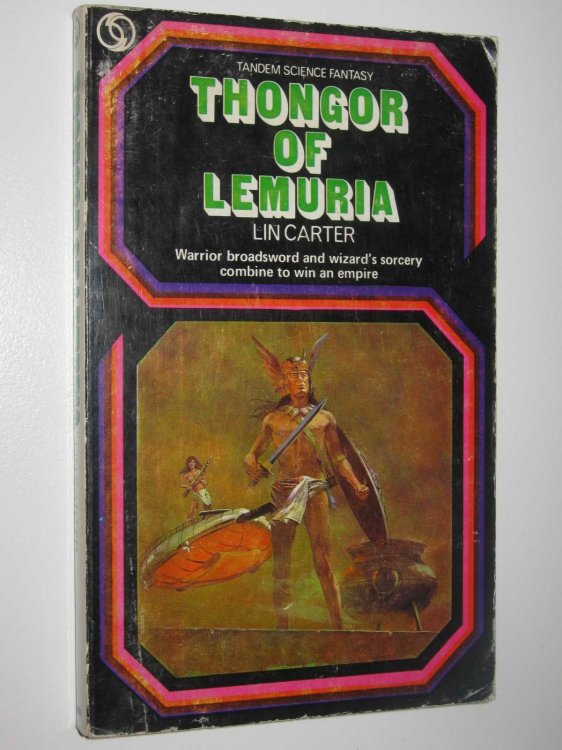 TANDEM SCIENCE FANTASY
THONGOR
OF
LEMURIA
LIN CARTER
Warrior broadsword and wizard's sorcery
combine to win an empire